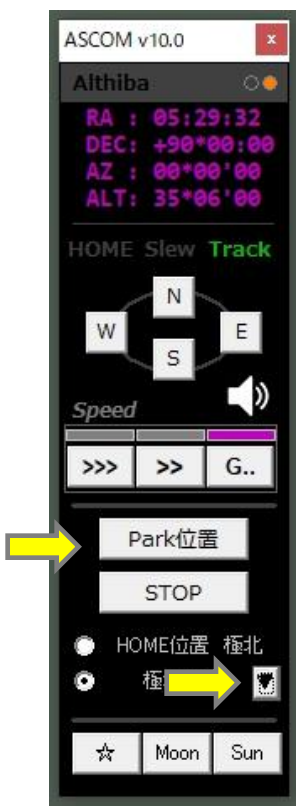 ASCOM v10.0 x
Althiba
RA : 05:29:32
DEC: +90*00:00
AZ : 00*00'00
ALT: 35*06'00
HOME Slew Track
N
W E
S
Speed
>>> >> G..
Park位置
STOP
HOME位置 極北
☆ Moon Sun